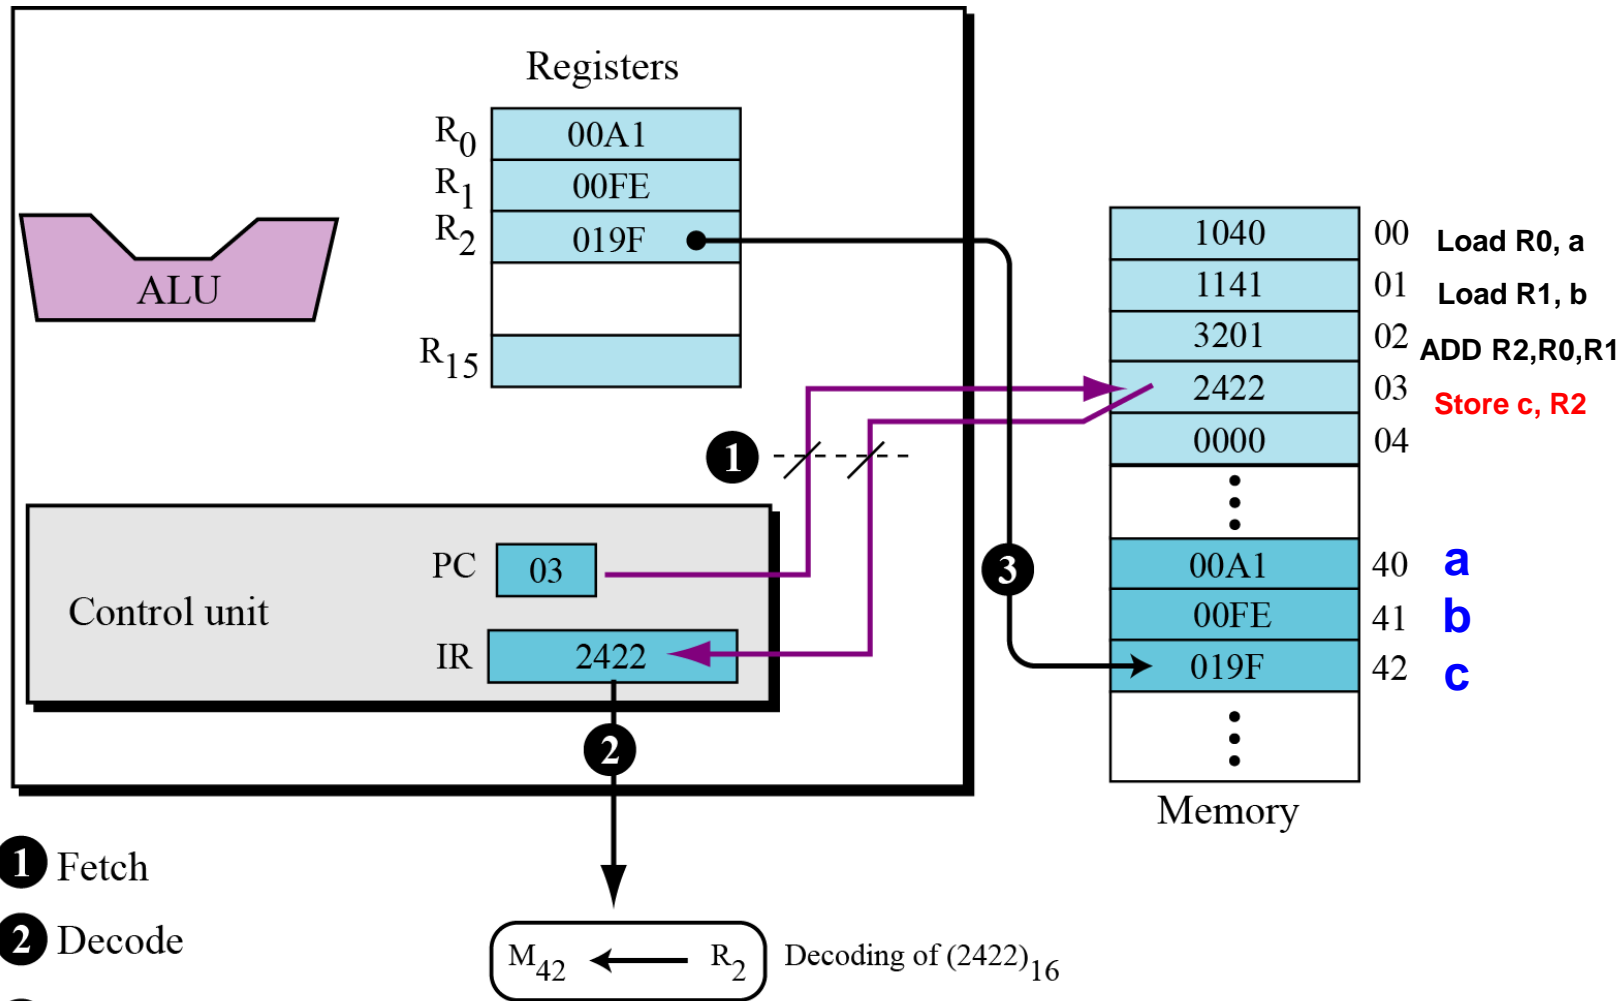 Registers
R0 00A1
R1 00FE
R2 019F
R15
ALU
1040 00 Load R0, a
1141 01 Load R1, b
3201 02 ADD R2,R0,R1
2422 03 Store c, R2
0000 04
00A1 40 a
00FE 41 b
019F 42 c
Memory
1
3
Control unit
PC 03
IR 2422
2
1 Fetch
2 Decode
M42 R2 Decoding of (2422)16